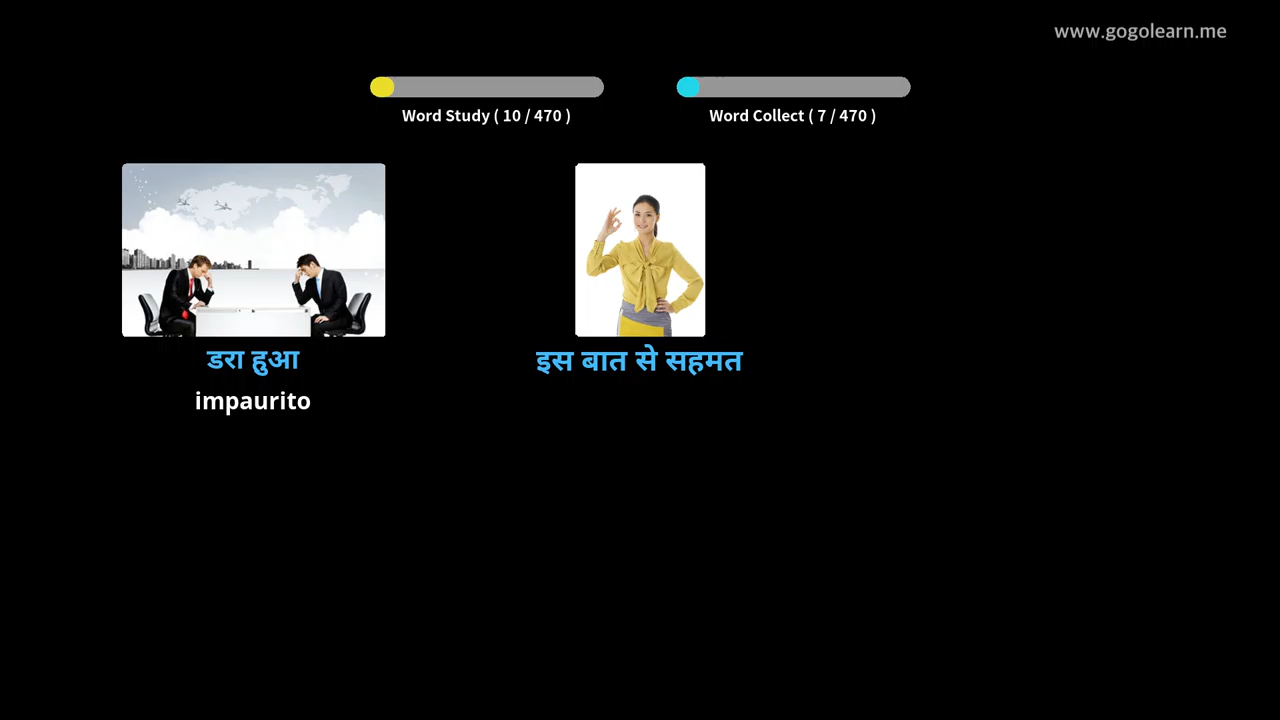 www.gogolearn.me
Word Study ( 10 / 470 )
Word Collect ( 7 / 470 )
डरा हुआ
impaurito
इस बात से सहमत